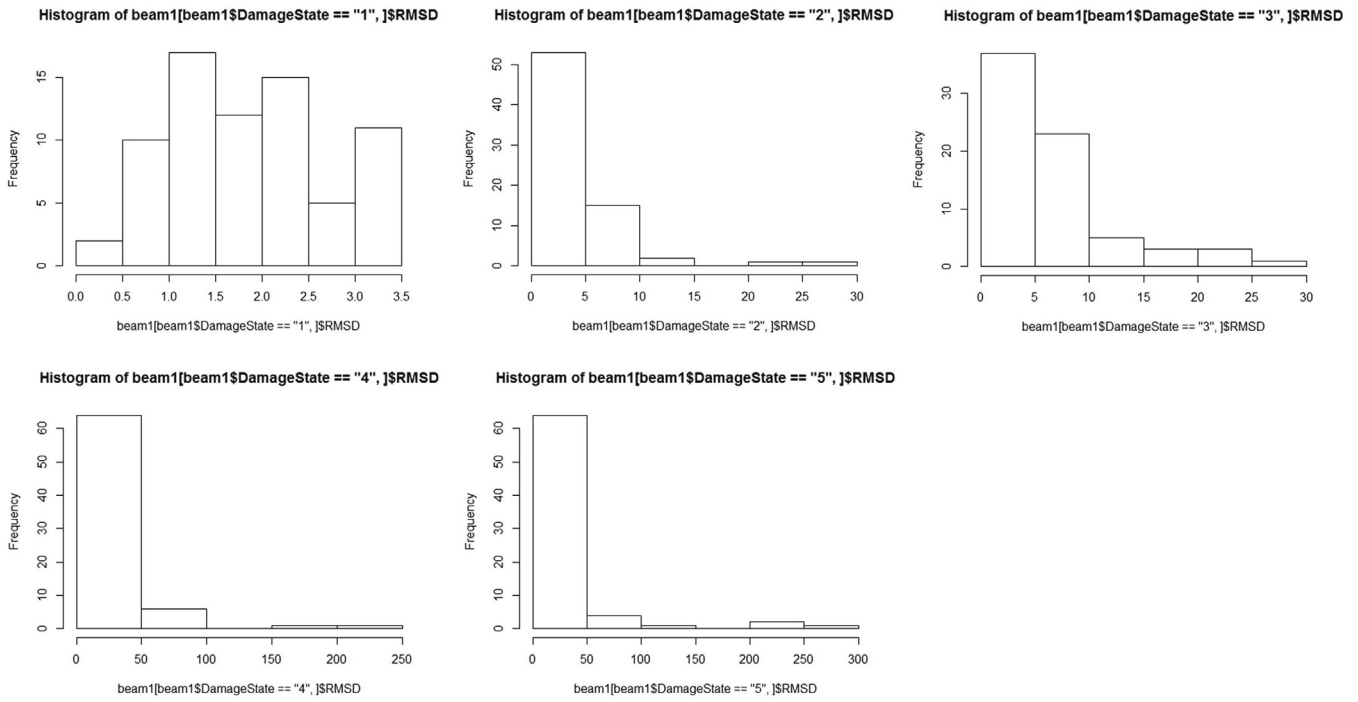 Histogram of beam1[beam1$DamageState == "1", ]$RMSD
Frequency
15
10
5
0
0.0 0.5 1.0 1.5 2.0 2.5 3.0 3.5
beam1[beam1$DamageState == "1", ]$RMSD
Histogram of beam1[beam1$DamageState == "2", ]$RMSD
Frequency
50
40
30
20
10
0
0 5 10 15 20 25 30
beam1[beam1$DamageState == "2", ]$RMSD
Histogram of beam1[beam1$DamageState == "3", ]$RMSD
Frequency
30
20
10
0
0 5 10 15 20 25 30
beam1[beam1$DamageState == "3", ]$RMSD
Histogram of beam1[beam1$DamageState == "4", ]$RMSD
Frequency
60
50
40
30
20
10
0
0 50 100 150 200 250
beam1[beam1$DamageState == "4", ]$RMSD
Histogram of beam1[beam1$DamageState == "5", ]$RMSD
Frequency
60
50
40
30
20
10
0
0 50 100 150 200 250 300
beam1[beam1$DamageState == "5", ]$RMSD